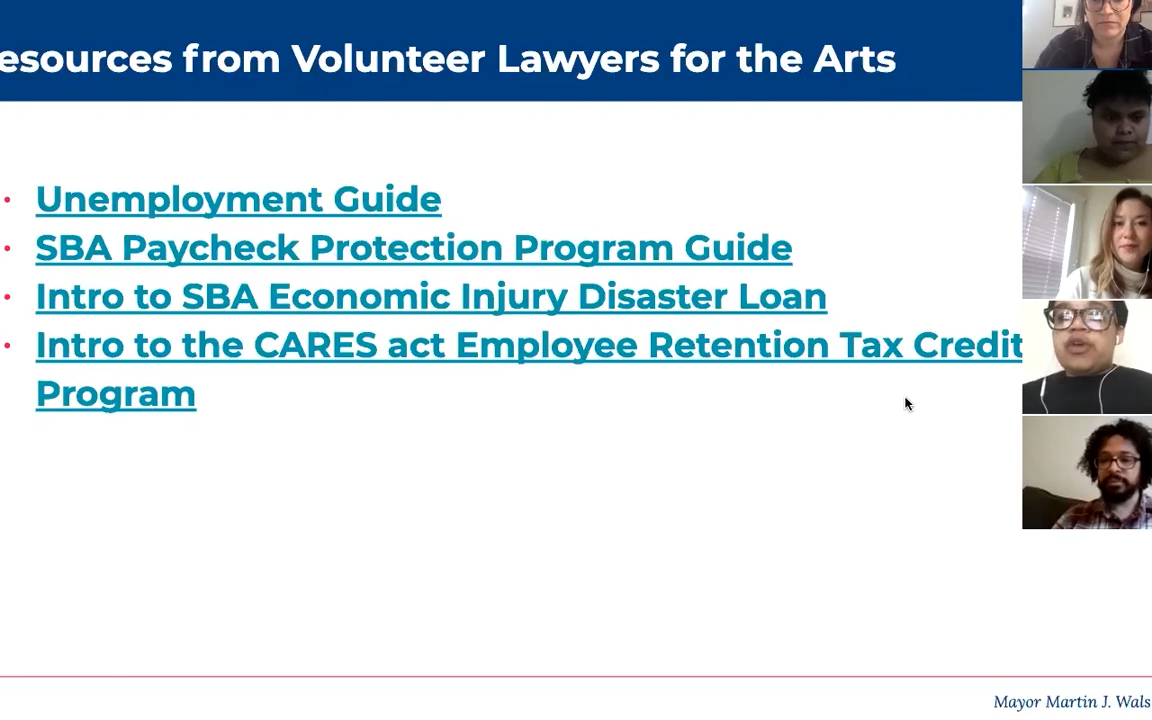 esources from Volunteer Lawyers for the Arts
Unemployment Guide
SBA Paycheck Protection Program Guide
Intro to SBA Economic Injury Disaster Loan
Intro to the CARES act Employee Retention Tax Credit
Program
Mayor Martin J. Wals